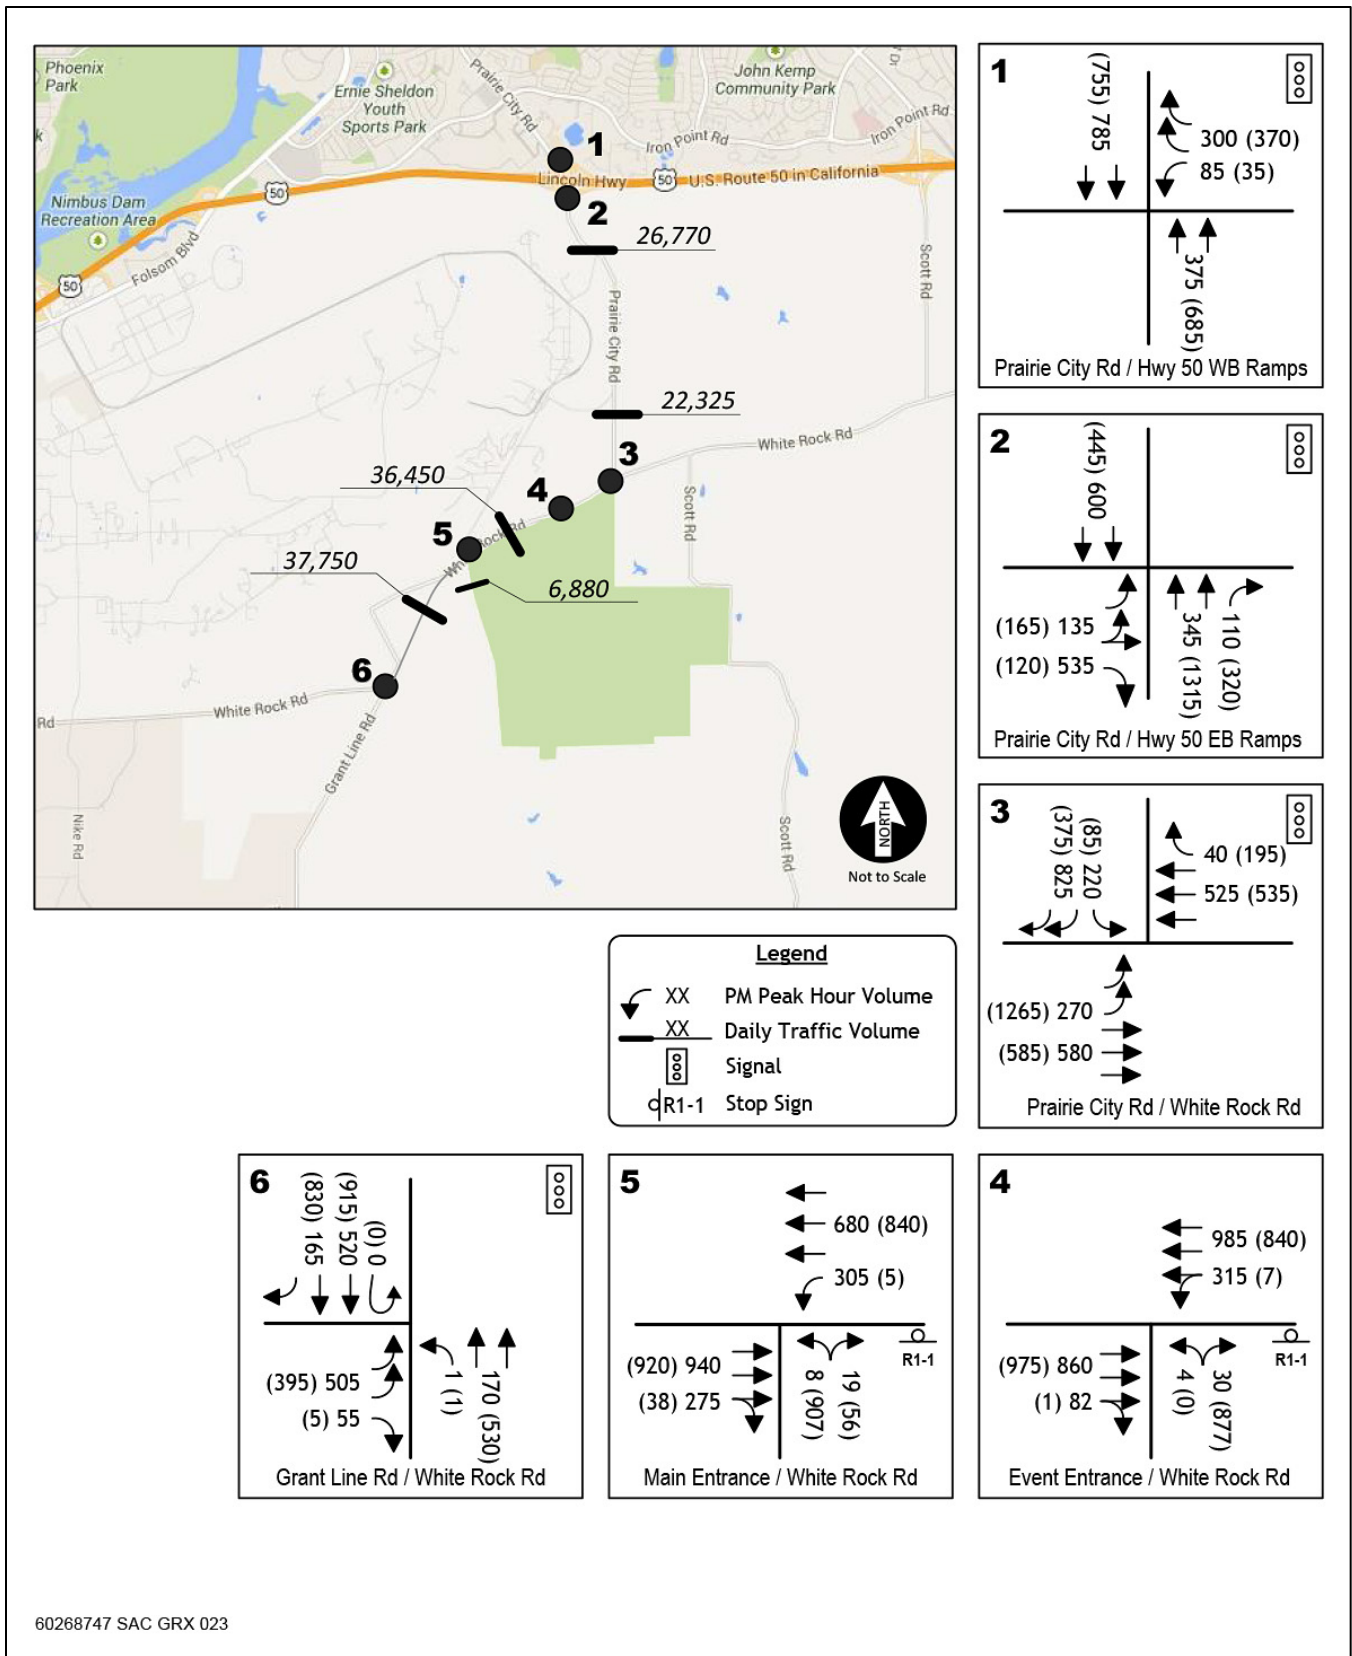 Phoenix
Park
Ernie Sheldon
Youth
Sports Park
Prairie City Rd
John Kemp
Community Park
Iron Point Rd
Iron Point Rd
Dr
k
1
Lincoln Hwy
50
U.S. Route 50 in California
50
Nimbus Dam
Recreation Area
2
26,770
Folsom Blvd
50
Scott Rd
Prairie City Rd
22,325
White Rock Rd
3
36,450
4
Scott Rd
5
White Rock Rd
37,750
6,880
6
White Rock Rd
Rd
Grant Line Rd
Nike Rd
Scott Rd
NORTH
Not to Scale
1
(755) 785
300 (370)
85 (35)
375 (685)
Prairie City Rd / Hwy 50 WB Ramps
2
(445) 600
(165) 135
(120) 535
345 (1315)
110 (320)
Prairie City Rd / Hwy 50 EB Ramps
3
(375) 825
(85) 220
40 (195)
525 (535)
(1265) 270
(585) 580
Prairie City Rd / White Rock Rd
Legend
XX PM Peak Hour Volume
XX Daily Traffic Volume
Signal
R1-1 Stop Sign
6
(830) 165
(915) 520
(0) 0
(395) 505
(5) 55
1 (1)
170 (530)
Grant Line Rd / White Rock Rd
5
680 (840)
305 (5)
R1-1
(920) 940
(38) 275
8 (907)
19 (56)
Main Entrance / White Rock Rd
4
985 (840)
315 (7)
R1-1
(975) 860
(1) 82
4 (0)
30 (877)
Event Entrance / White Rock Rd
60268747 SAC GRX 023